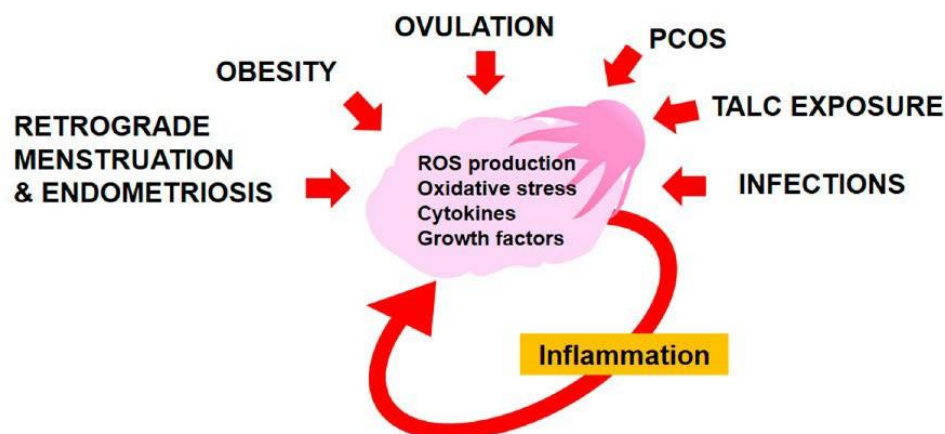 OVULATION
PCOS
OBESITY
TALC EXPOSURE
RETROGRADE
MENSTRUATION
& ENDOMETRIOSIS
INFECTIONS
ROS production
Oxidative stress
Cytokines
Growth factors
Inflammation